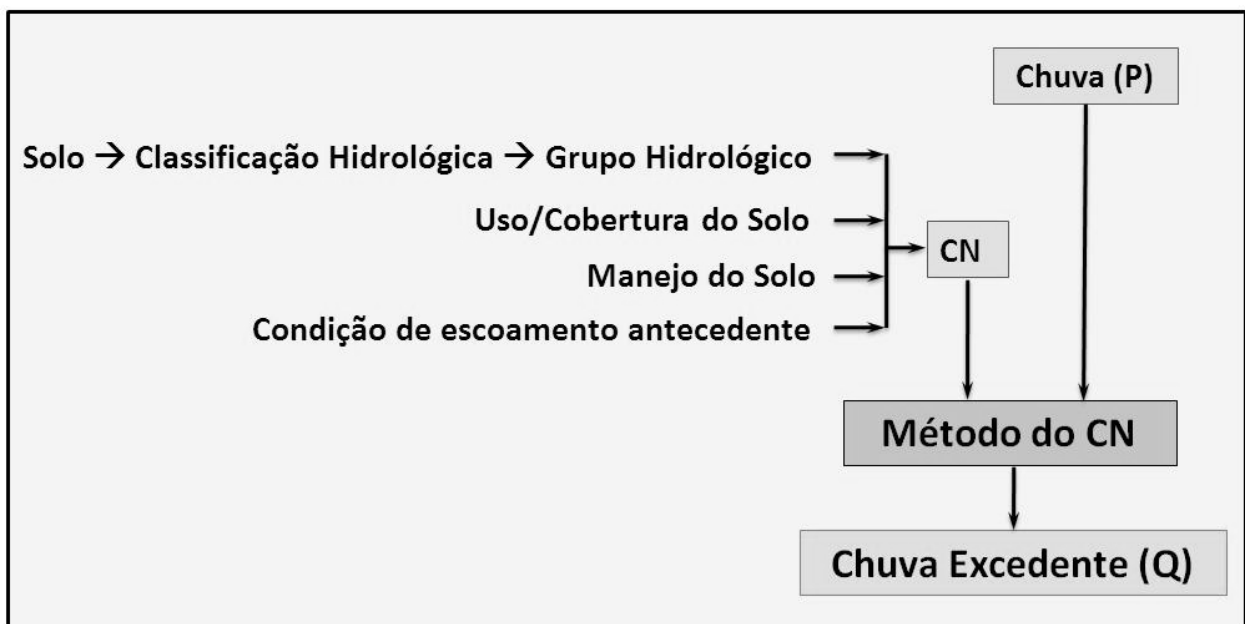 Chuva (P)
Solo → Classificação Hidrológica → Grupo Hidrológico
Uso/Cobertura do Solo
Manejo do Solo
Condição de escoamento antecedente
CN
Método do CN
Chuva Excedente (Q)